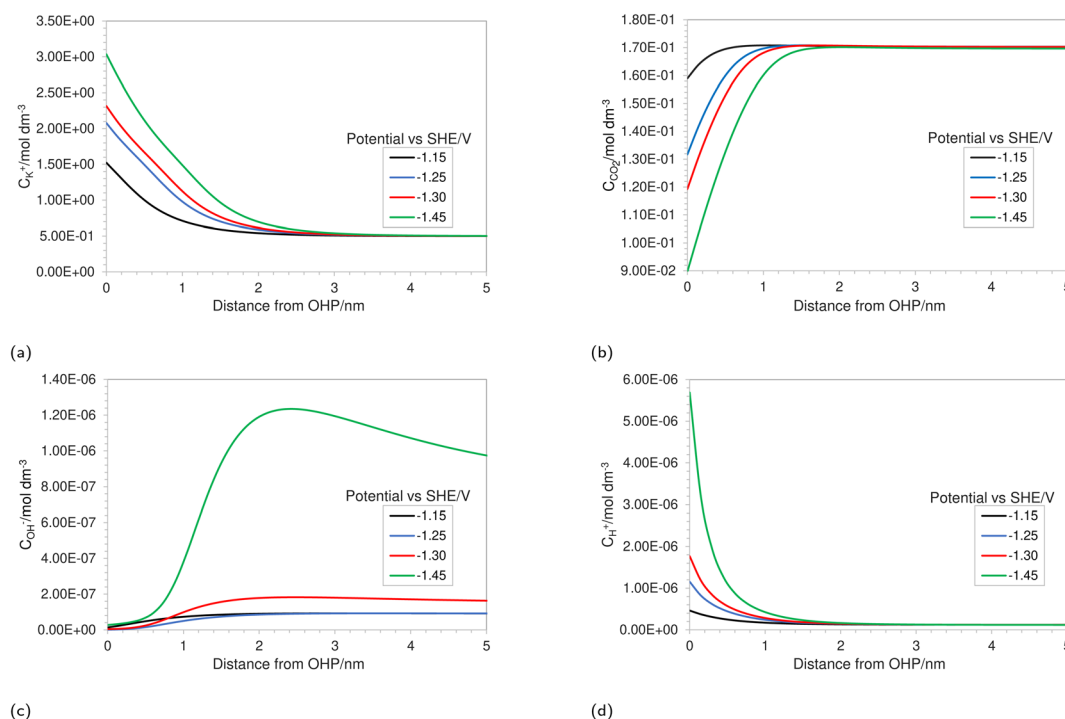 3.50E+00
3.00E+00
2.50E+00
2.00E+00
1.50E+00
1.00E+00
5.00E-01
0.00E+00
C_K⁺/mol dm⁻³
0 1 2 3 4 5
Distance from OHP/nm
Potential vs SHE/V
-1.15
-1.25
-1.30
-1.45
(a)
1.80E-01
1.70E-01
1.60E-01
1.50E-01
1.40E-01
1.30E-01
1.20E-01
1.10E-01
1.00E-01
9.00E-02
C_CO2/mol dm⁻³
0 1 2 3 4 5
Distance from OHP/nm
Potential vs SHE/V
-1.15
-1.25
-1.30
-1.45
(b)
1.40E-06
1.20E-06
1.00E-06
8.00E-07
6.00E-07
4.00E-07
2.00E-07
0.00E+00
C_OH⁻/mol dm⁻³
0 1 2 3 4 5
Distance from OHP/nm
Potential vs SHE/V
-1.15
-1.25
-1.30
-1.45
(c)
6.00E-06
5.00E-06
4.00E-06
3.00E-06
2.00E-06
1.00E-06
0.00E+00
C_H⁺/mol dm⁻³
0 1 2 3 4 5
Distance from OHP/nm
Potential vs SHE/V
-1.15
-1.25
-1.30
-1.45
(d)